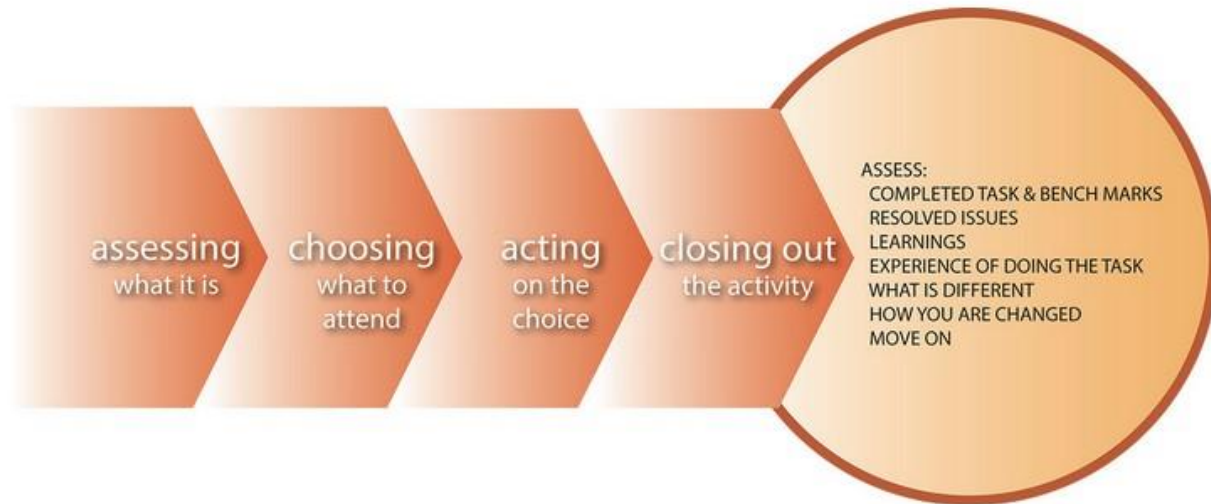 assessing
what it is
choosing
what to
attend
acting
on the
choice
closing out
the activity
ASSESS:
COMPLETED TASK & BENCH MARKS
RESOLVED ISSUES
LEARNINGS
EXPERIENCE OF DOING THE TASK
WHAT IS DIFFERENT
HOW YOU ARE CHANGED
MOVE ON